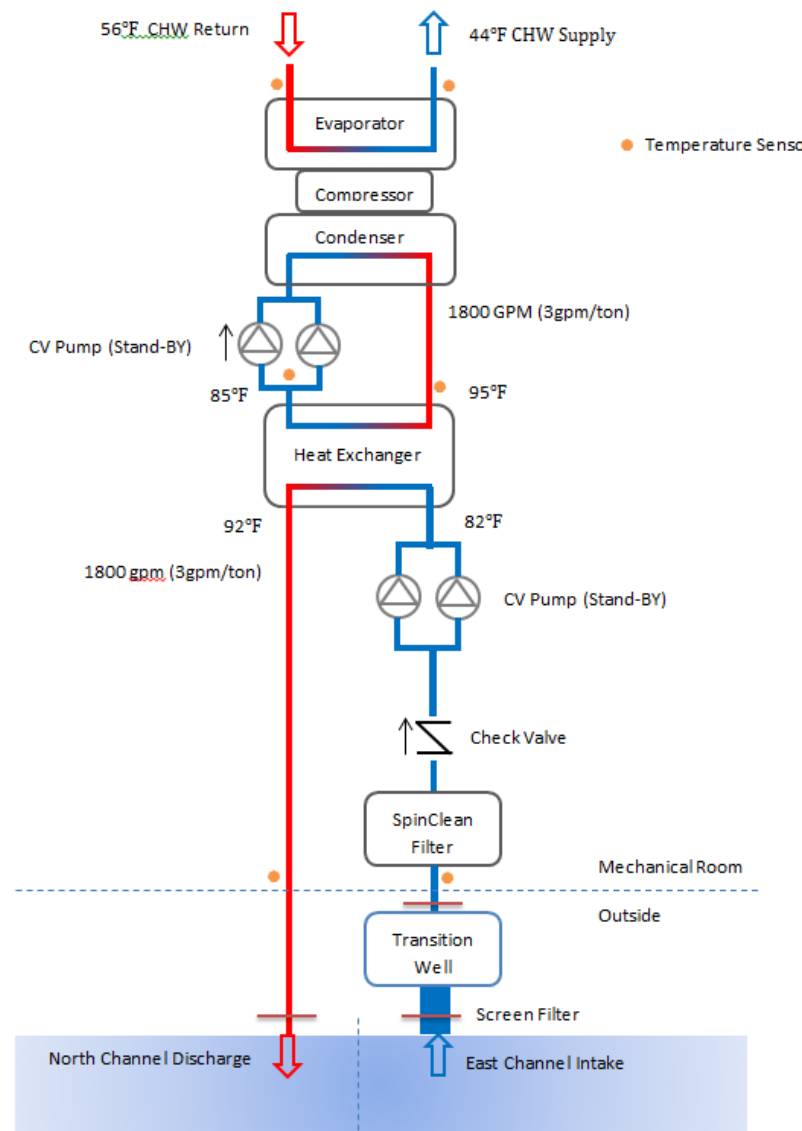 56°F CHW Return
44°F CHW Supply
Evaporator
Temperature Senso
Compressor
Condenser
1800 GPM (3gpm/ton)
CV Pump (Stand-BY)
85°F
95°F
Heat Exchanger
92°F
82°F
1800 gpm (3gpm/ton)
CV Pump (Stand-BY)
Check Valve
SpinClean
Filter
Mechanical Room
Outside
Transition
Well
Screen Filter
North Channel Discharge
East Channel Intake